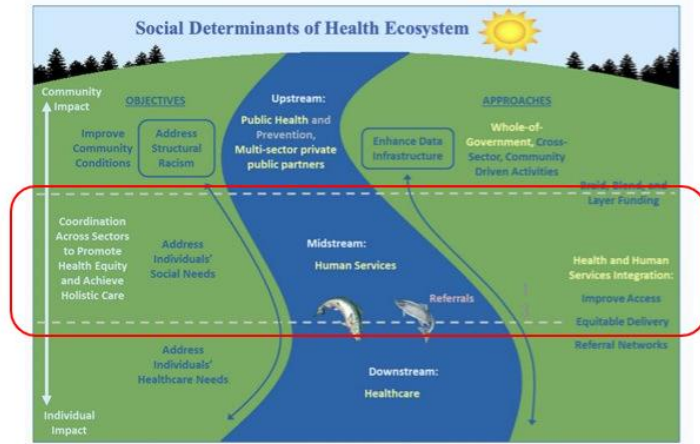 Social Determinants of Health Ecosystem
Community
Impact
OBJECTIVES
Improve
Community
Conditions
Address
Structural
Racism
Upstream:
Public Health and
Prevention,
Multi-sector private
public partners
APPROACHES
Enhance Data
Infrastructure
Whole-of-
Government, Cross-
Sector, Community
Driven Activities
Braid, Blend, and
Layer Funding
Coordination
Across Sectors
to Promote
Health Equity
and Achieve
Holistic Care
Address
Individuals'
Social Needs
Midstream:
Human Services
Referrals
Health and Human
Services Integration:
Improve Access
Equitable Delivery
Referral Networks
Address
Individuals'
Healthcare Needs
Downstream:
Healthcare
Individual
Impact